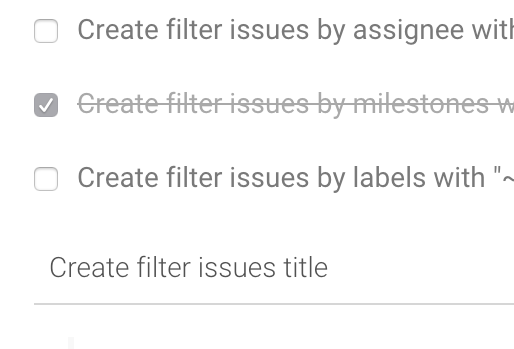 Create filter issues by assignee with
Create filter issues by milestones w
Create filter issues by labels with "~
Create filter issues title